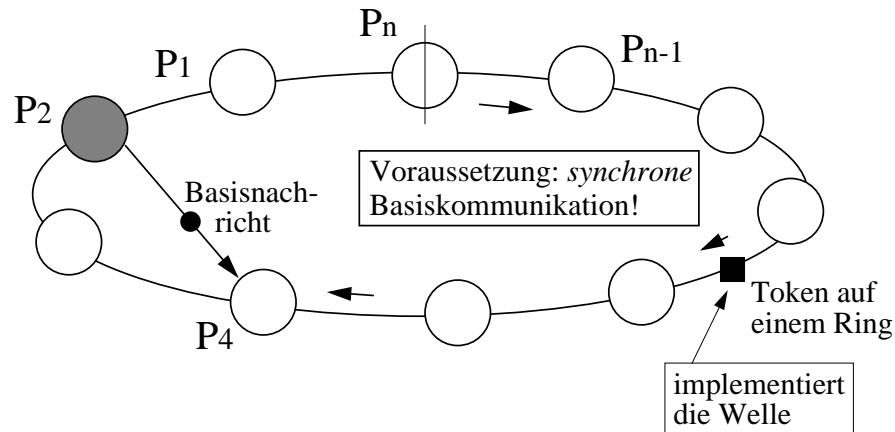 Pn
P1
Pn-1
P2
Voraussetzung: synchrone
Basiskommunikation!
Basisnach-
richt
Token auf
einem Ring
P4
implementiert
die Welle